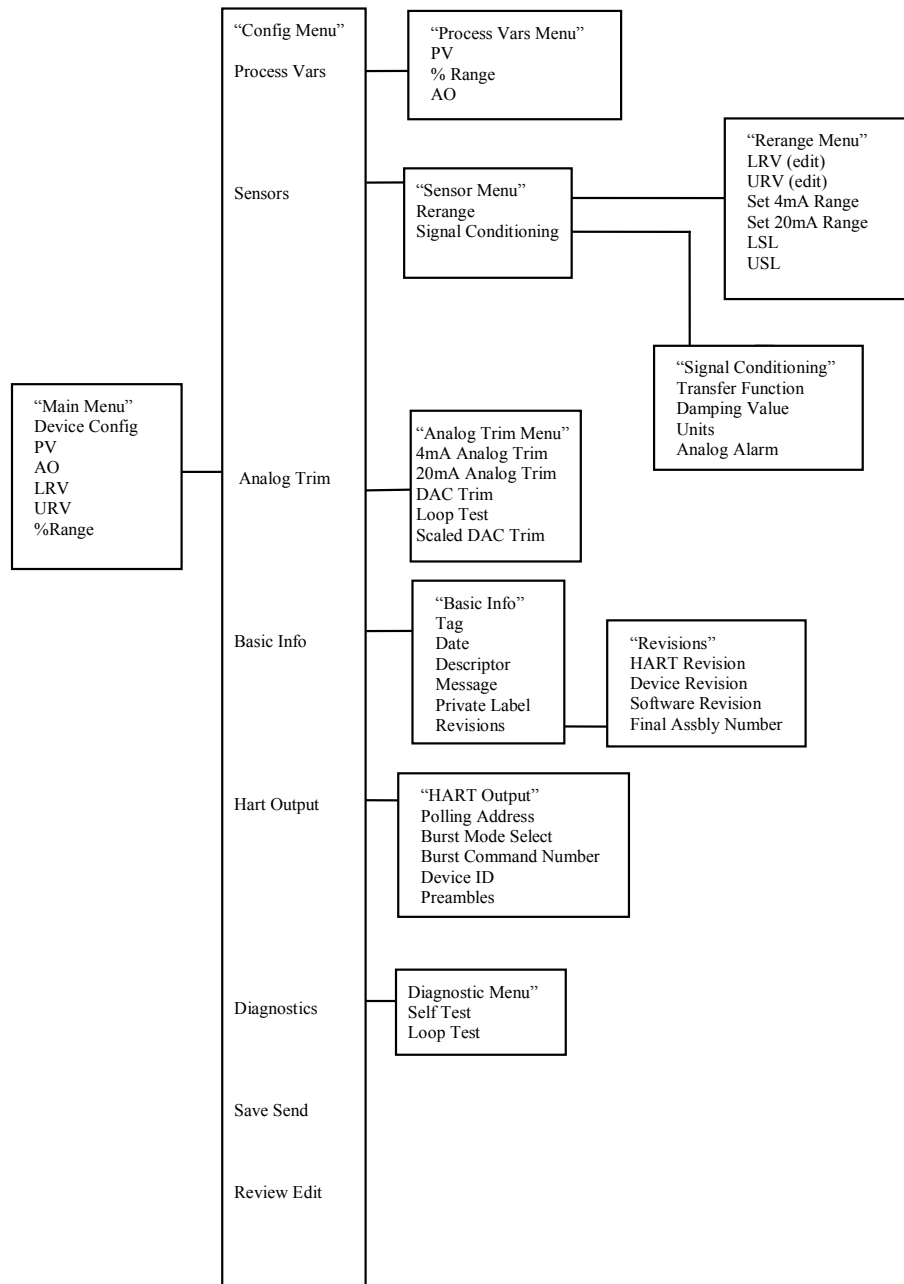 “Main Menu”
Device Config
PV
AO
LRV
URV
%Range
“Config Menu”
Process Vars
Sensors
Analog Trim
Basic Info
Hart Output
Diagnostics
Save Send
Review Edit
“Process Vars Menu”
PV
% Range
AO
“Sensor Menu”
Rerange
Signal Conditioning
“Rerange Menu”
LRV (edit)
URV (edit)
Set 4mA Range
Set 20mA Range
LSL
USL
“Signal Conditioning”
Transfer Function
Damping Value
Units
Analog Alarm
“Analog Trim Menu”
4mA Analog Trim
20mA Analog Trim
DAC Trim
Loop Test
Scaled DAC Trim
“Basic Info”
Tag
Date
Descriptor
Message
Private Label
Revisions
“Revisions”
HART Revision
Device Revision
Software Revision
Final Assbly Number
“HART Output”
Polling Address
Burst Mode Select
Burst Command Number
Device ID
Preambles
Diagnostic Menu”
Self Test
Loop Test